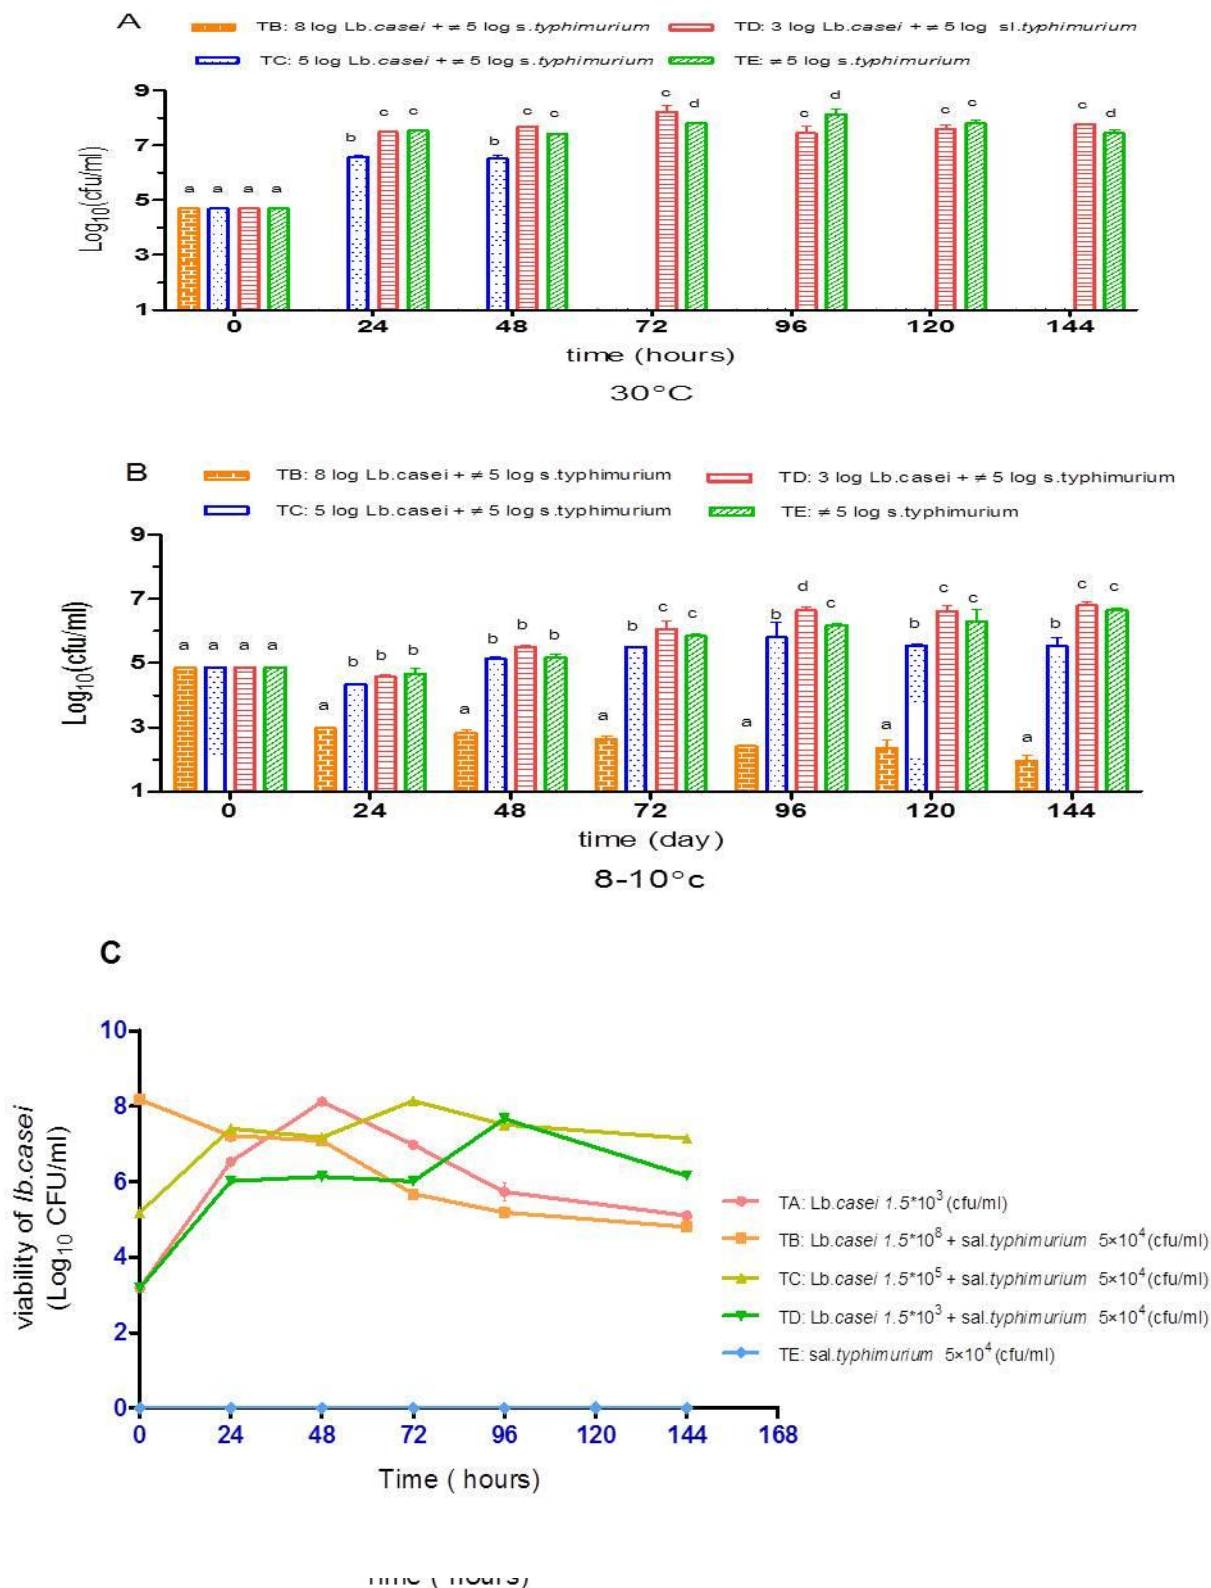 A
TB: 8 log Lb.casei + ≠ 5 log s.typhimurium
TD: 3 log Lb.casei + ≠ 5 log sl.typhimurium
TC: 5 log Lb.casei + ≠ 5 log s.typhimurium
TE: ≠ 5 log s.typhimurium
9
7
5
3
1
Log10(cfu/ml)
a a a a
b c c
b c c
c d
c d
c c
c d
0 24 48 72 96 120 144
time (hours)
30°C
B
TB: 8 log Lb.casei + ≠ 5 log s.typhimurium
TD: 3 log Lb.casei + ≠ 5 log s.typhimurium
TC: 5 log Lb.casei + ≠ 5 log s.typhimurium
TE: ≠ 5 log s.typhimurium
9
7
5
3
1
Log10(cfu/ml)
a a a a
a b b b
a b b b
a b c c
a b d c
a b c c
a b c c
0 24 48 72 96 120 144
time (day)
8-10°c
C
10
8
6
4
2
0
viability of lb.casei
(Log10 CFU/ml)
TA: Lb.casei 1.5*10³ (cfu/ml)
TB: Lb.casei 1.5*10⁸ + sal.typhimurium 5×10⁴ (cfu/ml)
TC: Lb.casei 1.5*10⁵ + sal.typhimurium 5×10⁴ (cfu/ml)
TD: Lb.casei 1.5*10³ + sal.typhimurium 5×10⁴ (cfu/ml)
TE: sal.typhimurium 5×10⁴ (cfu/ml)
0 24 48 72 96 120 144 168
Time ( hours)
Time ( hours)